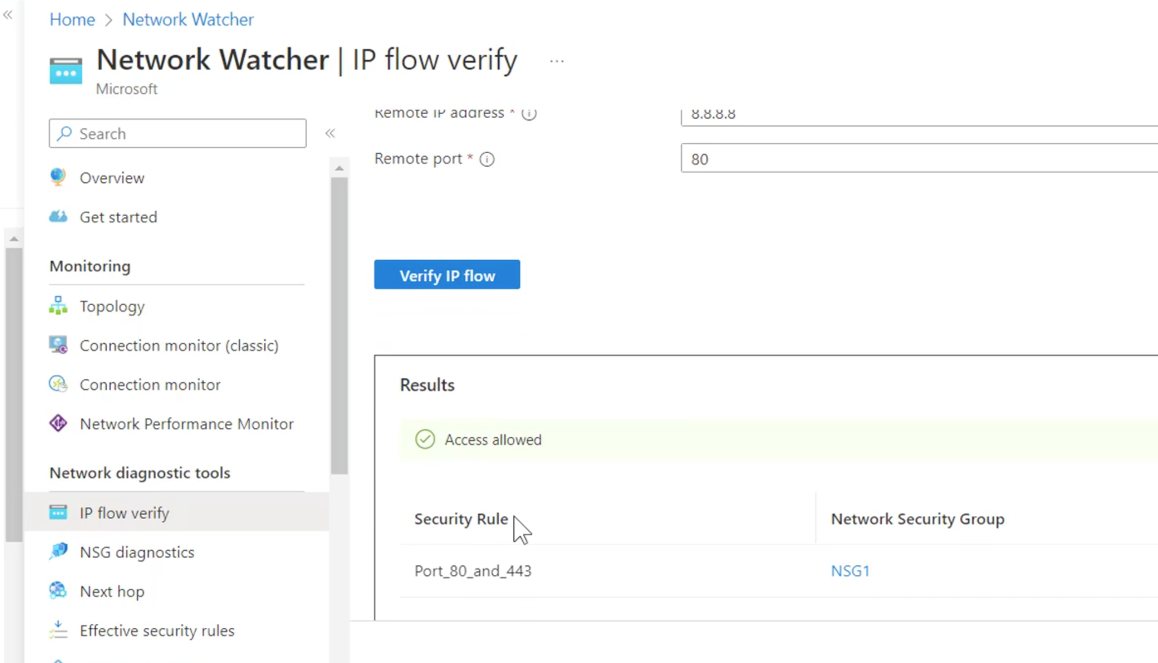 Home > Network Watcher
Network Watcher | IP flow verify ...
Microsoft
Search
Overview
Get started
Monitoring
Topology
Connection monitor (classic)
Connection monitor
Network Performance Monitor
Network diagnostic tools
IP flow verify
NSG diagnostics
Next hop
Effective security rules
Remote IP address *
8.8.8.8
Remote port *
80
Verify IP flow
Results
Access allowed
Security Rule
Network Security Group
Port_80_and_443
NSG1